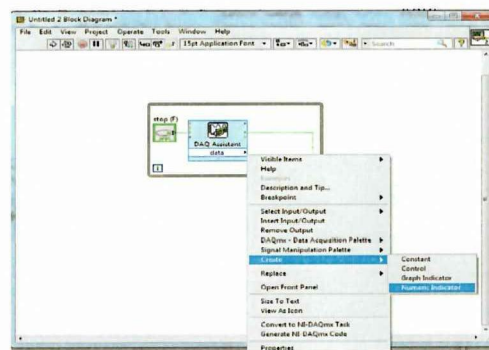 Untitled 2 Block Diagram *
File Edit View Project Operate Tools Window Help
15pt Application Font Search
stop (F)
DAQ Assistant
data
i
Visible Items
Help
Examples
Description and Tip...
Breakpoint
Select Input/Output
Insert Input/Output
Remove Output
DAQmx - Data Acquisition Palette
Signal Manipulation Palette
Create
Replace
Open Front Panel
Size To Text
View As Icon
Convert to NI-DAQmx Task
Generate NI-DAQmx Code
Properties
Constant
Control
Graph Indicator
Numeric Indicator